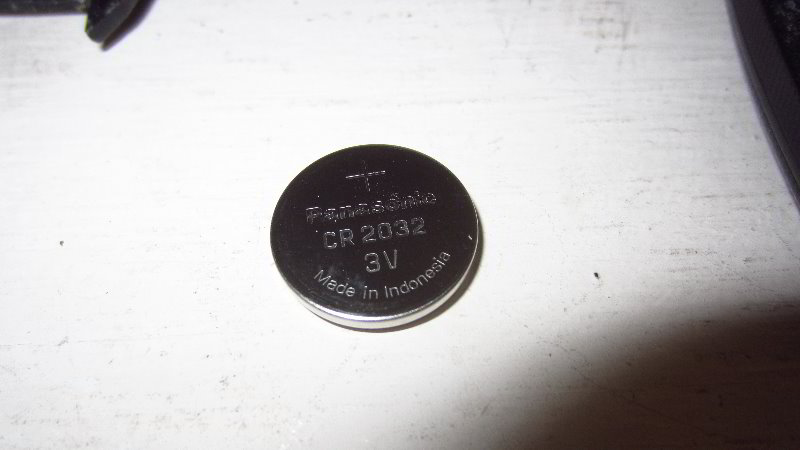 +
Panasonic
CR 2032
3V
Made in Indonesia